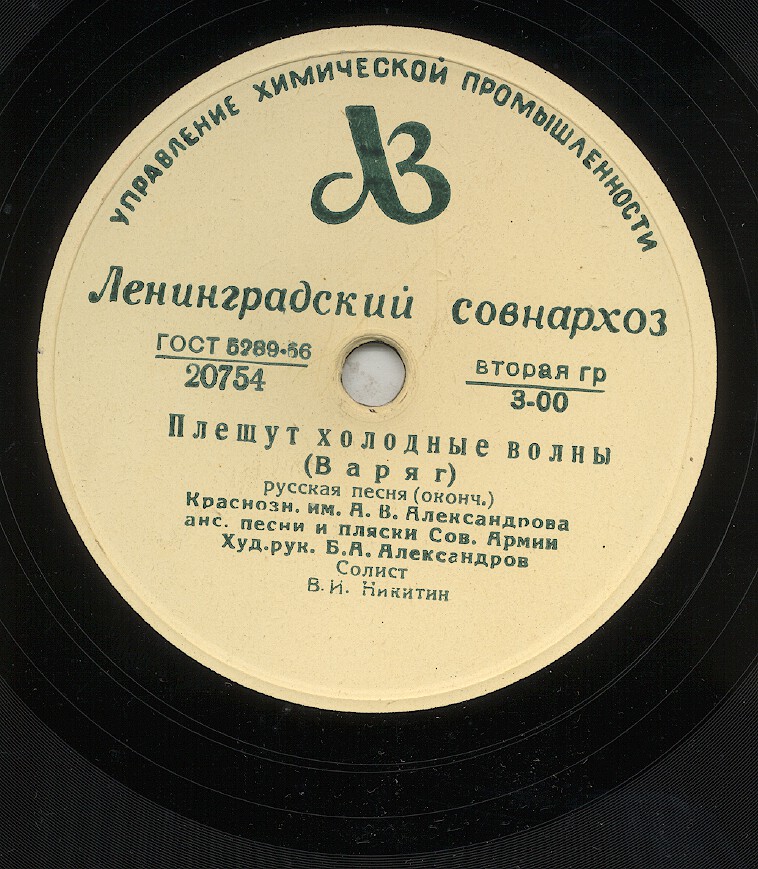 УПРАВЛЕНИЕ ХИМИЧЕСКОЙ ПРОМЫШЛЕННОСТИ
ЛВ
Ленинградский совнархоз
ГОСТ 5289-56
20754
вторая гр
3-00
Плещут холодные волны
(Варяг)
русская песня (оконч.)
Краснозн. им. А. В. Александрова
анс. песни и пляски Сов. Армии
Худ.рук. Б.А. Александров
Солист
В. И. Никитин